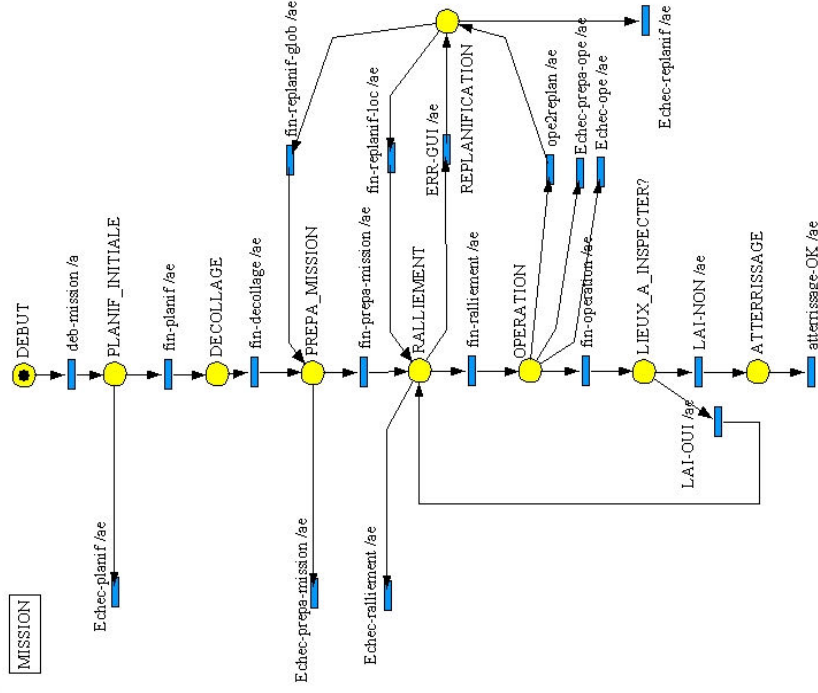 MISSION
DEBUT
deb-mission /a
PLANIF_INITIALE
Echec-planif /ae
fin-planif /ae
DECOLLAGE
fin-decollage /ae
PREPA_MISSION
Echec-prepa-mission /ae
fin-prepa-mission /ae
fin-replanif-glob /ae
fin-replanif-loc /ae
RALLIEMENT
Echec-ralliement /ae
ERR-GUI /ae
REPLANIFICATION
fin-ralliement /ae
OPERATION
ope2replan /ae
Echec-prepa-ope /ae
Echec-ope /ae
fin-operation /ae
Echec-replanif /ae
LIEUX_A_INSPECTER?
LAI-OUI /ae
LAI-NON /ae
ATTERRISSAGE
atterrissage-OK /ae